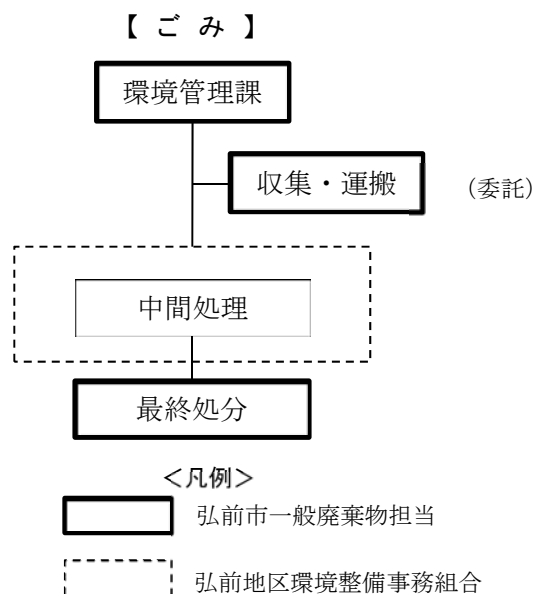 【 ご み 】
環境管理課
収集・運搬
(委託)
中間処理
最終処分
＜凡例＞
弘前市一般廃棄物担当
弘前地区環境整備事務組合